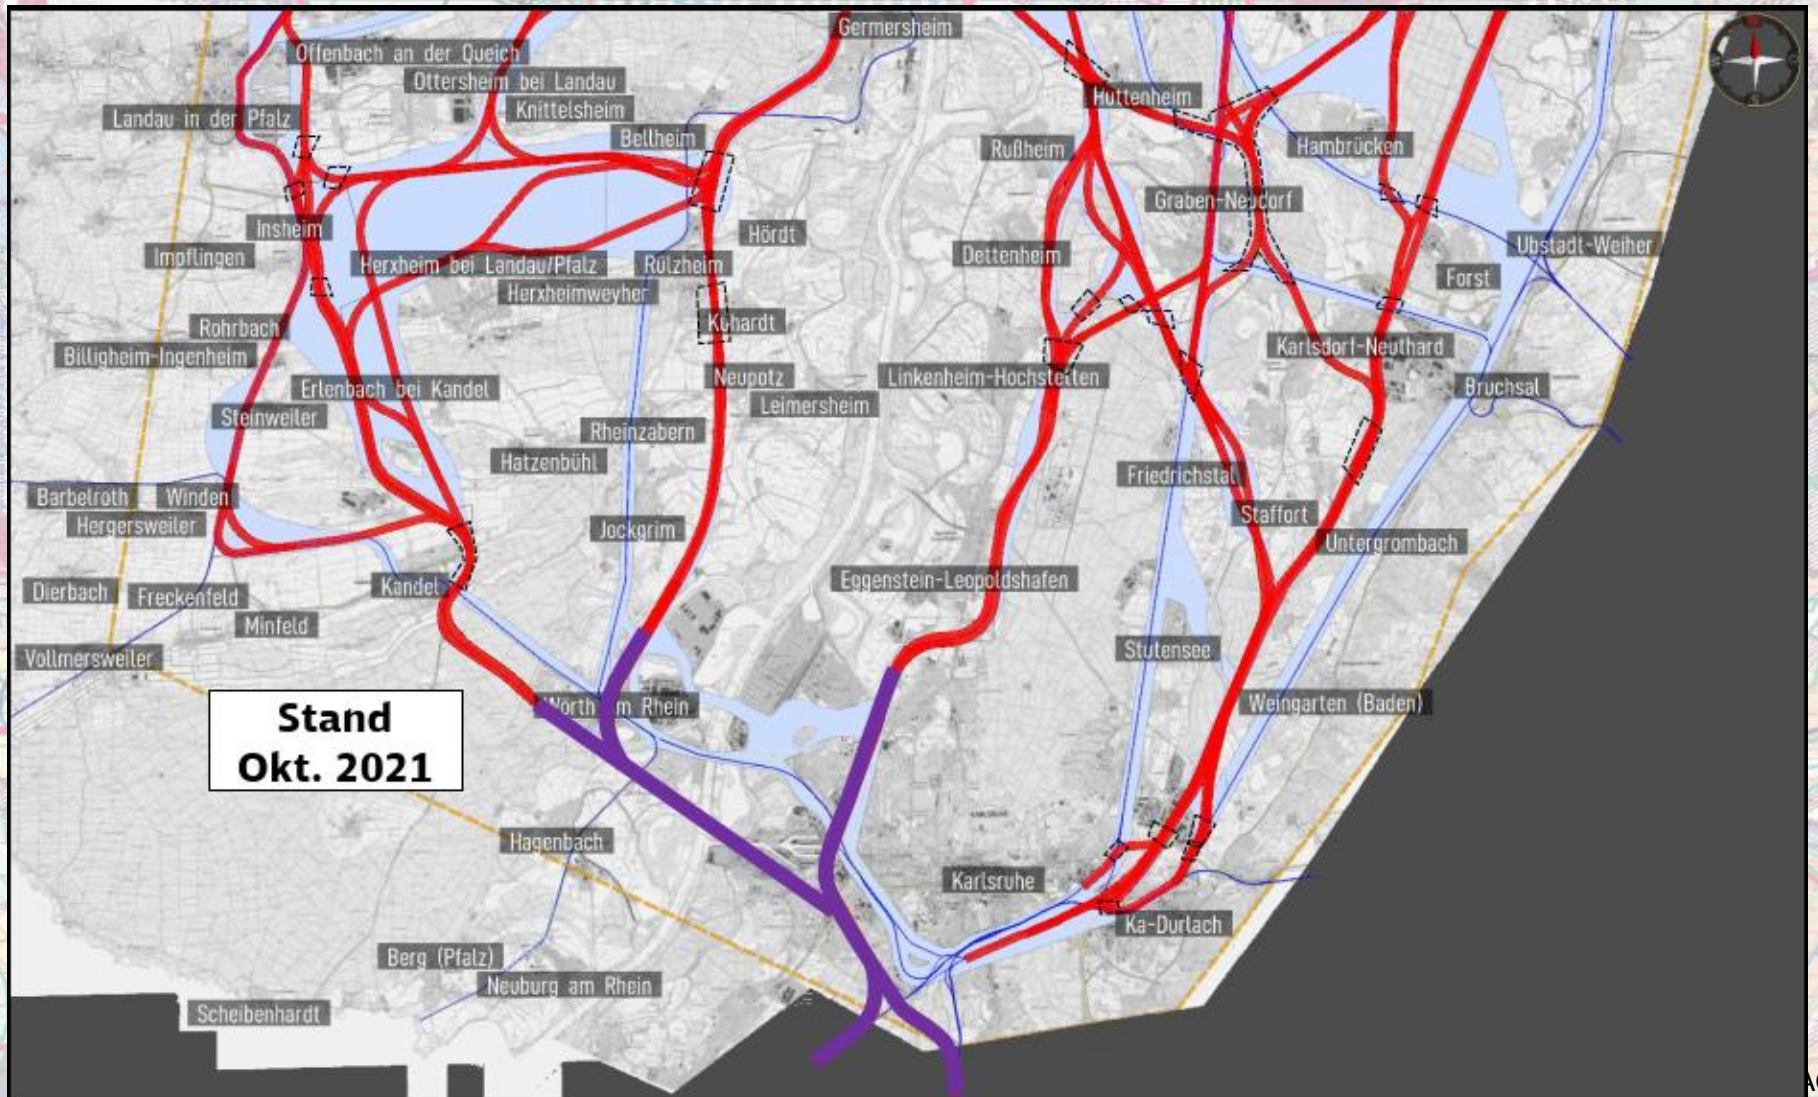 Germersheim
Offenbach an der Queich
Ottersheim bei Landau
Knittelsheim
Landau in der Pfalz
Bellheim
Huttenheim
Rußheim
Hambrücken
Graben-Neudorf
Insheim
Hördt
Impflingen
Dettenheim
Ubstadt-Weiher
Herxheim bei Landau/Pfalz
Rülzheim
Forst
Herxheimweyher
Rohrbach
Kuhardt
Billigheim-Ingenheim
Karlsdorf-Neuthard
Neupotz
Linkenheim-Hochstetten
Erlenbach bei Kandel
Bruchsal
Leimersheim
Steinweiler
Rheinzabern
Hatzenbühl
Friedrichstal
Barbelroth
Winden
Hergersweiler
Staffort
Jockgrim
Untergrombach
Eggenstein-Leopoldshafen
Kandel
Dierbach
Freckenfeld
Minfeld
Stutensee
Vollmersweiler
Wörth am Rhein
Weingarten (Baden)
Stand
Okt. 2021
Hagenbach
Karlsruhe
Ka-Durlach
Berg (Pfalz)
Neuburg am Rhein
Scheibenhardt